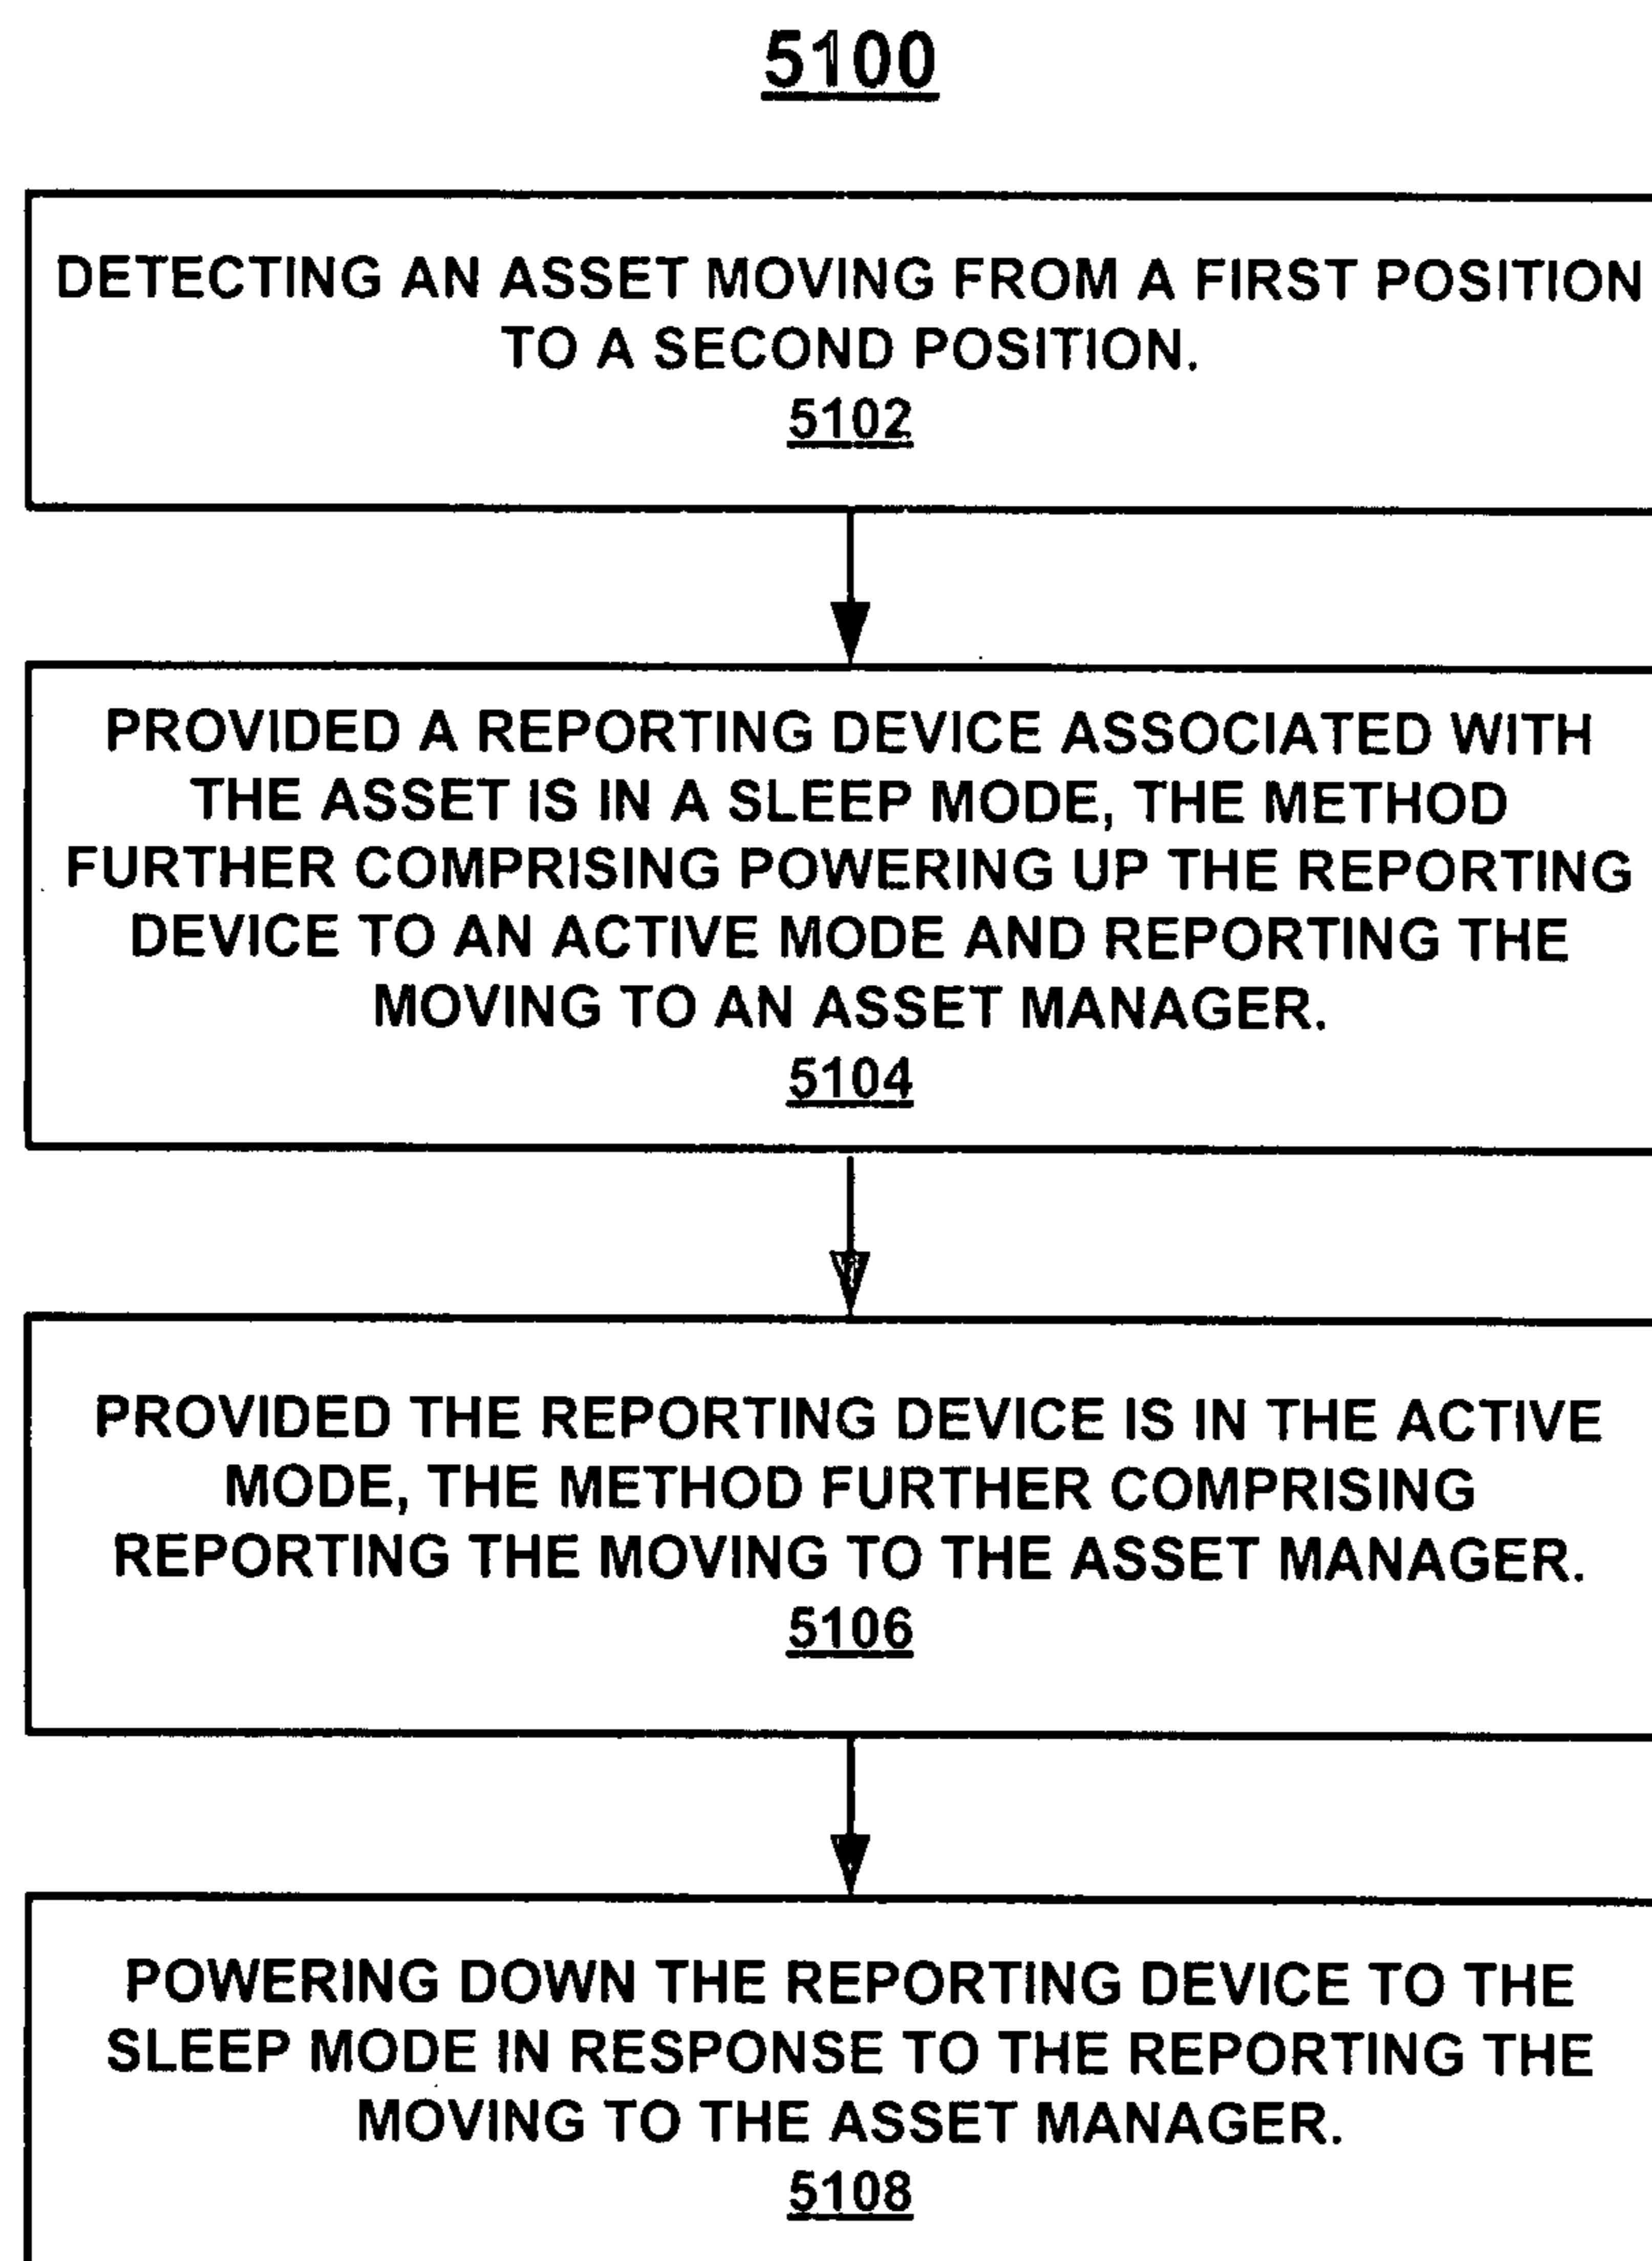 5100
DETECTING AN ASSET MOVING FROM A FIRST POSITION
TO A SECOND POSITION.
5102
PROVIDED A REPORTING DEVICE ASSOCIATED WITH
THE ASSET IS IN A SLEEP MODE, THE METHOD
FURTHER COMPRISING POWERING UP THE REPORTING
DEVICE TO AN ACTIVE MODE AND REPORTING THE
MOVING TO AN ASSET MANAGER.
5104
PROVIDED THE REPORTING DEVICE IS IN THE ACTIVE
MODE, THE METHOD FURTHER COMPRISING
REPORTING THE MOVING TO THE ASSET MANAGER.
5106
POWERING DOWN THE REPORTING DEVICE TO THE
SLEEP MODE IN RESPONSE TO THE REPORTING THE
MOVING TO THE ASSET MANAGER.
5108